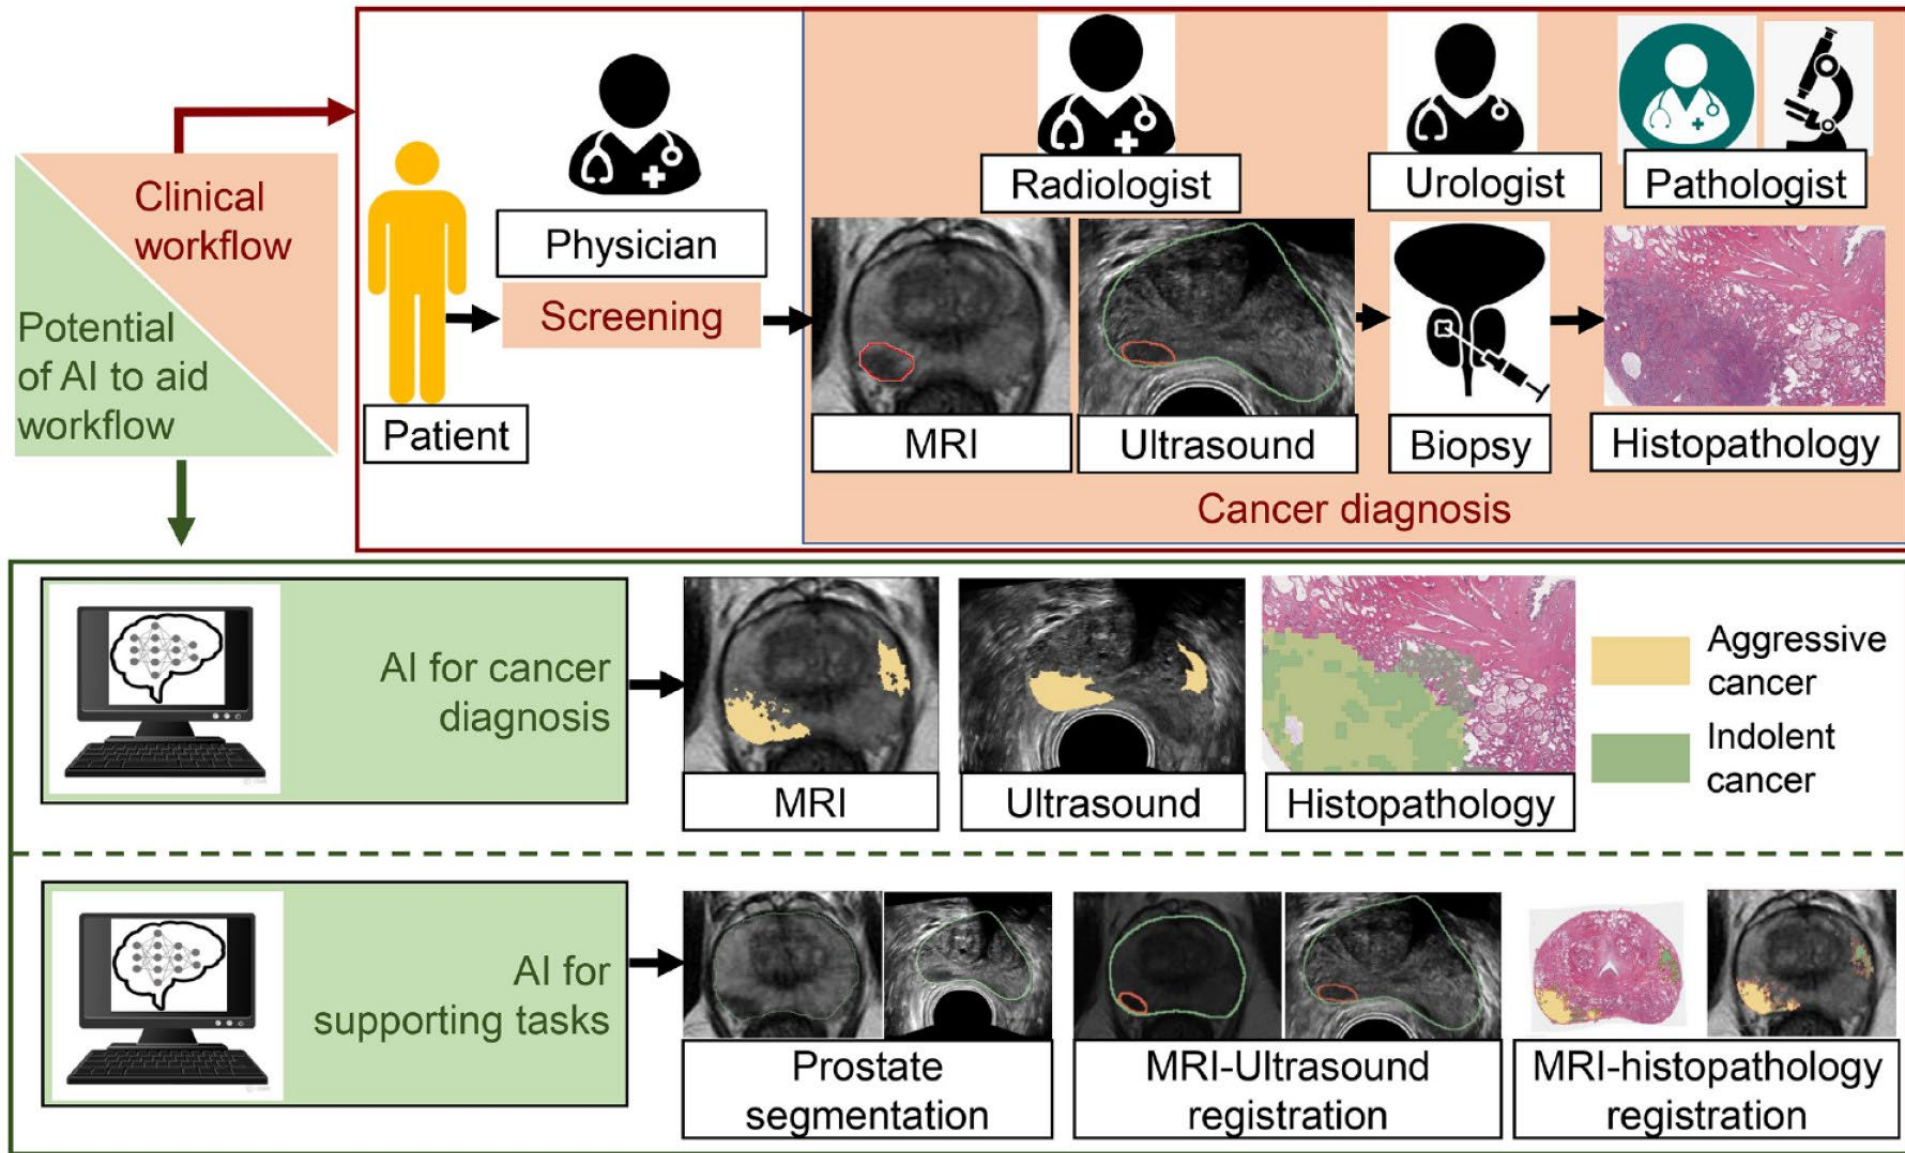 Clinical
workflow
Potential
of AI to aid
workflow
Patient
Physician
Screening
Radiologist
Urologist
Pathologist
MRI
Ultrasound
Biopsy
Histopathology
Cancer diagnosis
AI for cancer
diagnosis
MRI
Ultrasound
Histopathology
Aggressive
cancer
Indolent
cancer
AI for
supporting tasks
Prostate
segmentation
MRI-Ultrasound
registration
MRI-histopathology
registration